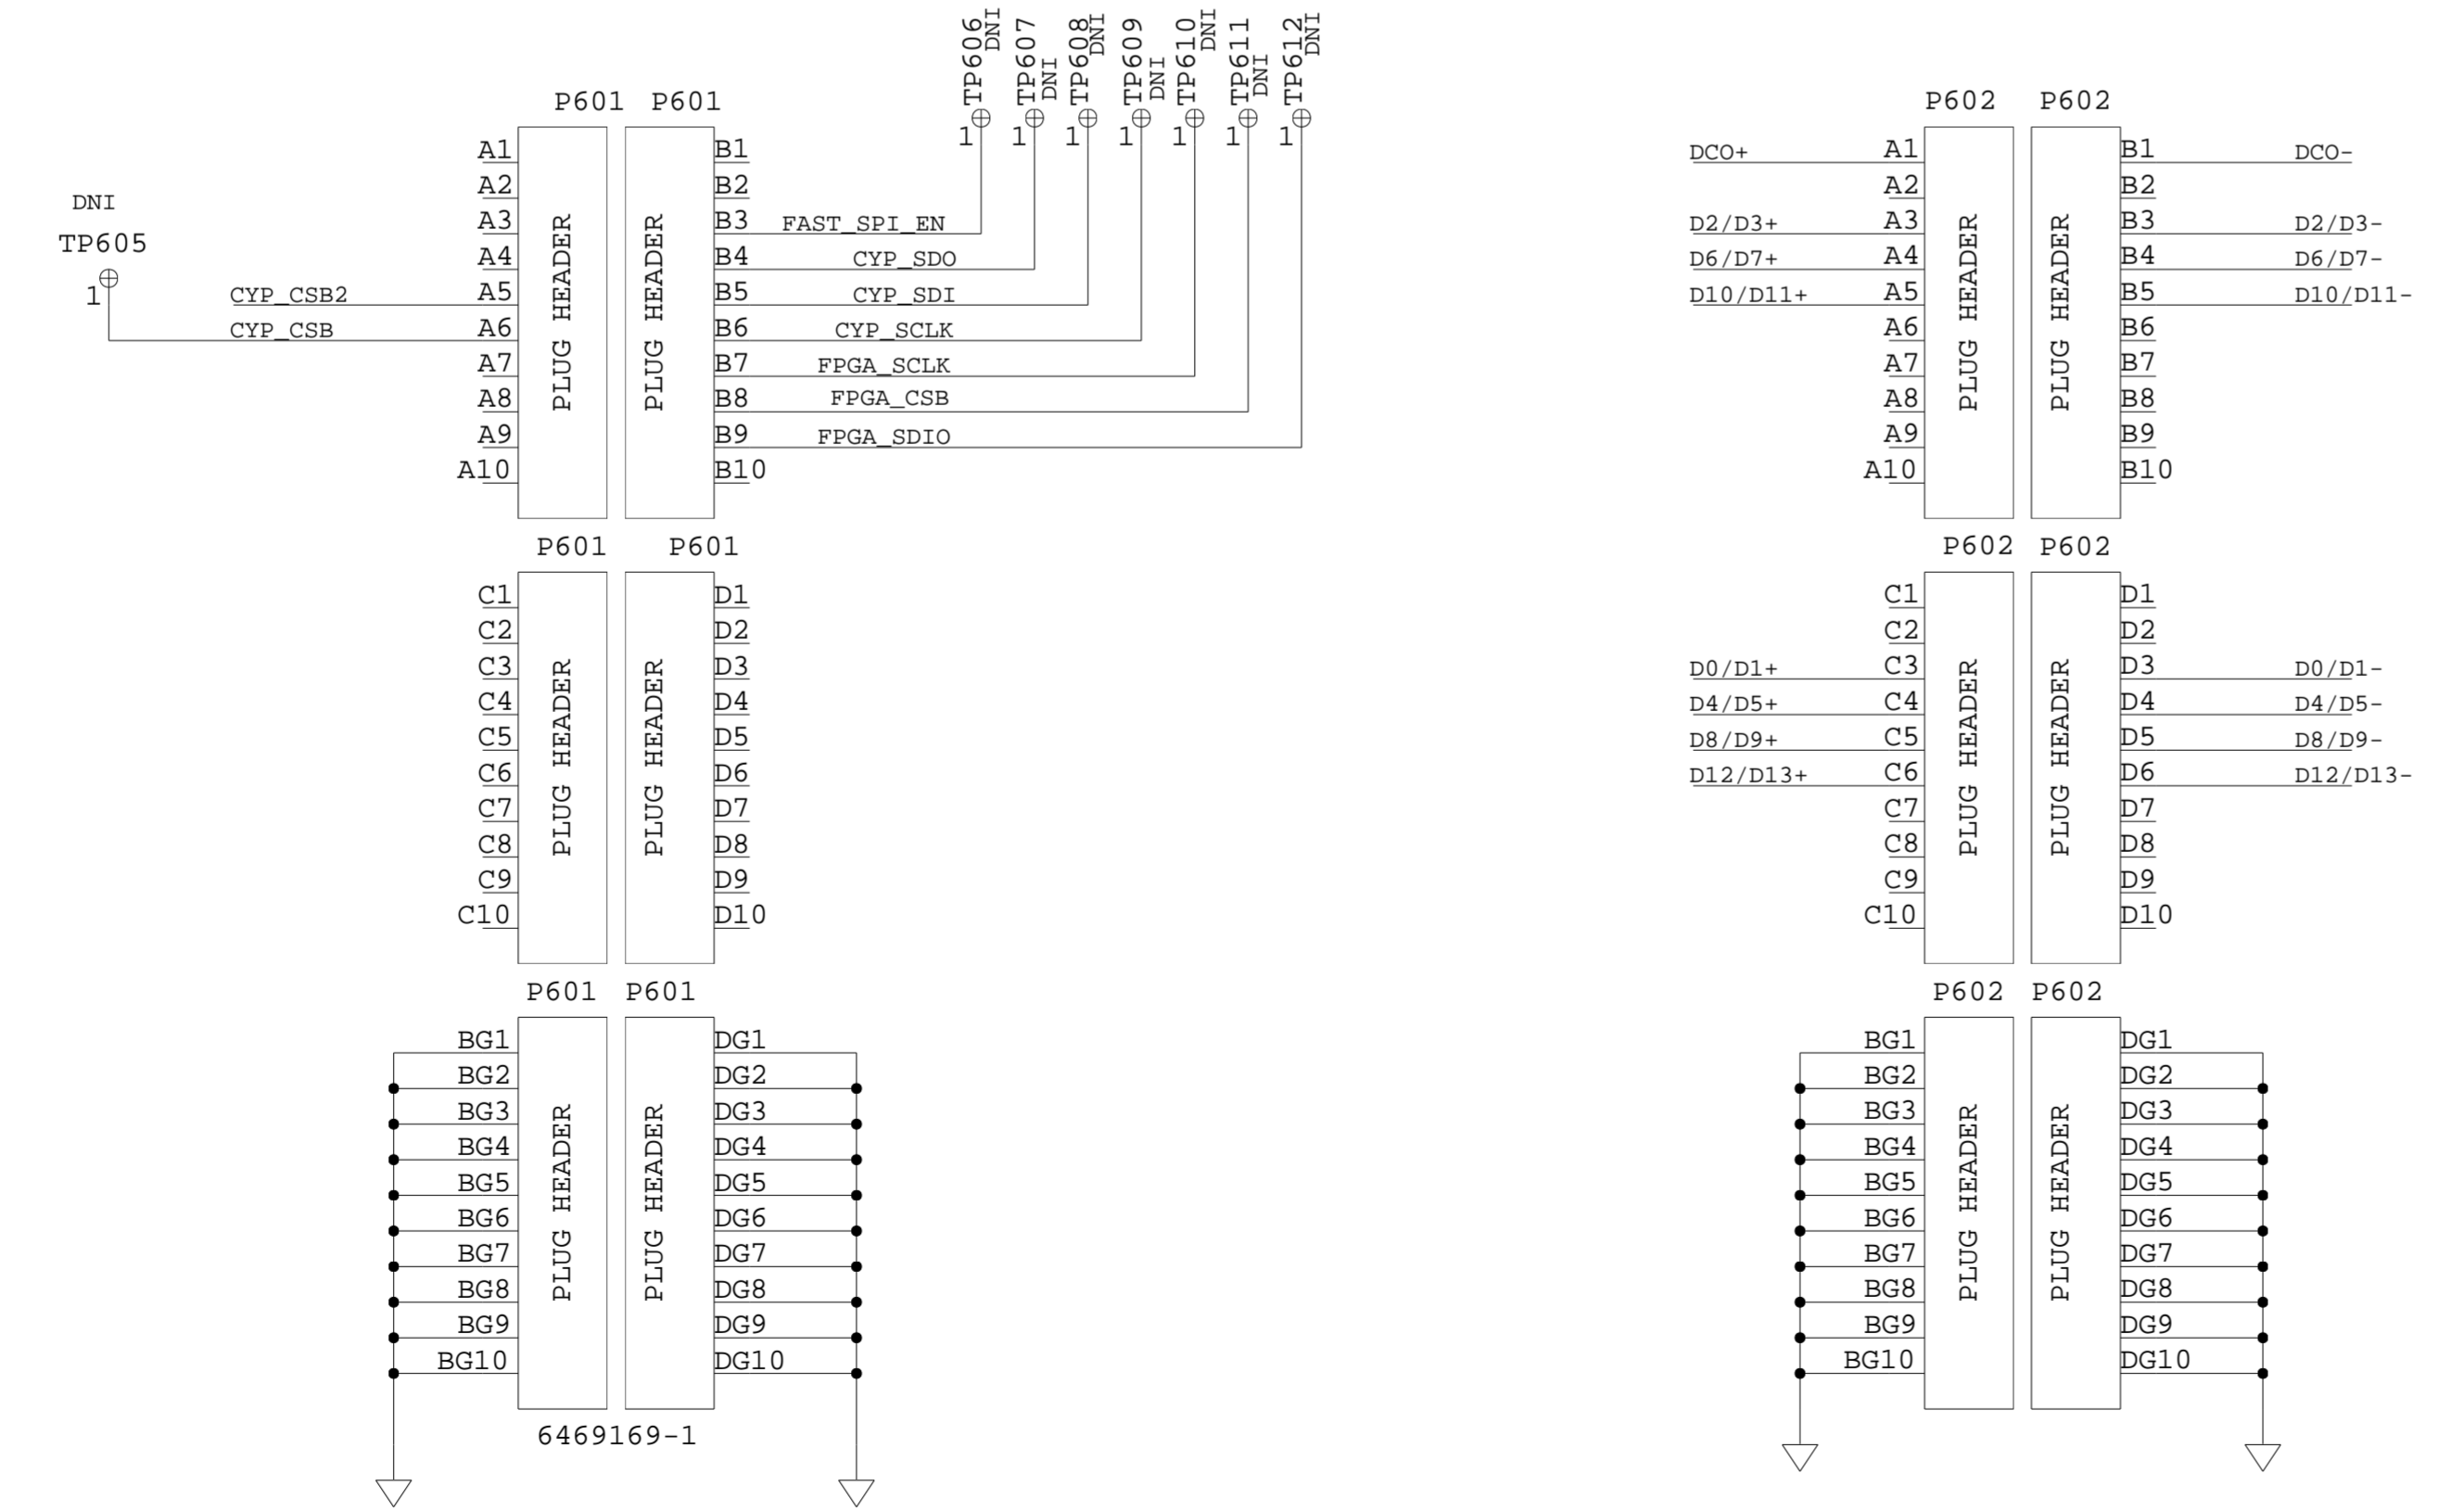 TP606 DNI
TP607 DNI
TP608 DNI
TP609 DNI
TP610 DNI
TP611 DNI
TP612 DNI
1 1 1 1 1 1 1
DNI
TP605
1
P601 P601
PLUG HEADER PLUG HEADER
A1 B1
A2 B2
A3 B3 FAST_SPI_EN
A4 B4 CYP_SDO
CYP_CSB2 A5 B5 CYP_SDI
CYP_CSB A6 B6 CYP_SCLK
A7 B7 FPGA_SCLK
A8 B8 FPGA_CSB
A9 B9 FPGA_SDIO
A10 B10
P601 P601
PLUG HEADER PLUG HEADER
C1 D1
C2 D2
C3 D3
C4 D4
C5 D5
C6 D6
C7 D7
C8 D8
C9 D9
C10 D10
P601 P601
PLUG HEADER PLUG HEADER
BG1 DG1
BG2 DG2
BG3 DG3
BG4 DG4
BG5 DG5
BG6 DG6
BG7 DG7
BG8 DG8
BG9 DG9
BG10 DG10
6469169-1
P602 P602
PLUG HEADER PLUG HEADER
DCO+ A1 B1 DCO-
A2 B2
D2/D3+ A3 B3 D2/D3-
D6/D7+ A4 B4 D6/D7-
D10/D11+ A5 B5 D10/D11-
A6 B6
A7 B7
A8 B8
A9 B9
A10 B10
P602 P602
PLUG HEADER PLUG HEADER
C1 D1
C2 D2
D0/D1+ C3 D3 D0/D1-
D4/D5+ C4 D4 D4/D5-
D8/D9+ C5 D5 D8/D9-
D12/D13+ C6 D6 D12/D13-
C7 D7
C8 D8
C9 D9
C10 D10
P602 P602
PLUG HEADER PLUG HEADER
BG1 DG1
BG2 DG2
BG3 DG3
BG4 DG4
BG5 DG5
BG6 DG6
BG7 DG7
BG8 DG8
BG9 DG9
BG10 DG10